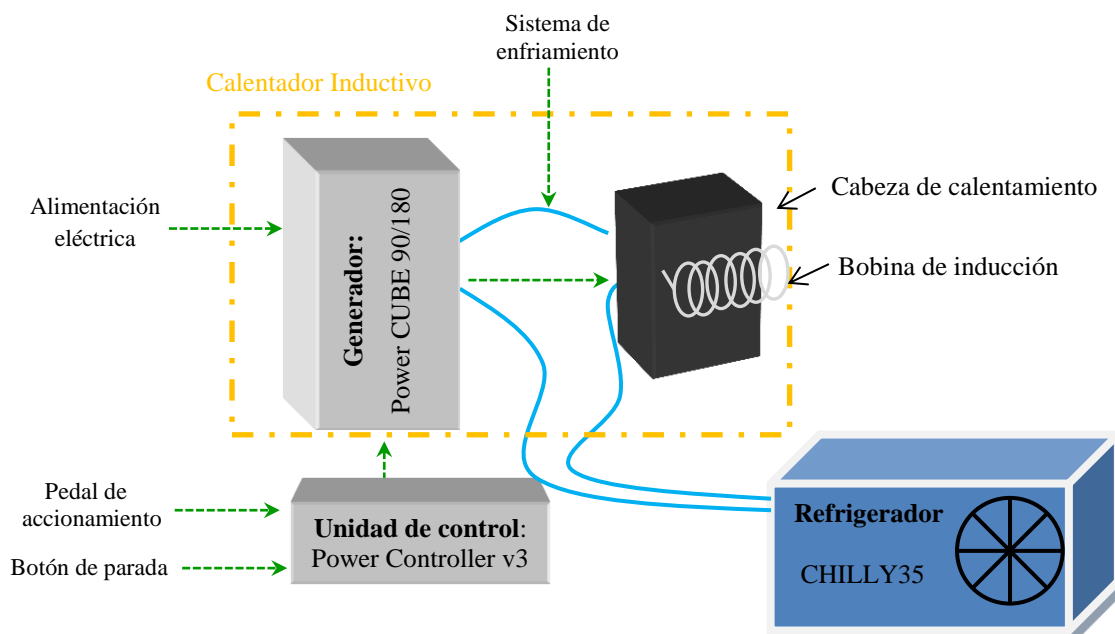 Sistema de
enfriamiento
Calentador Inductivo
Alimentación
eléctrica
Generador:
Power CUBE 90/180
Cabeza de calentamiento
Bobina de inducción
Pedal de
accionamiento
Botón de parada
Unidad de control:
Power Controller v3
Refrigerador
CHILLY35